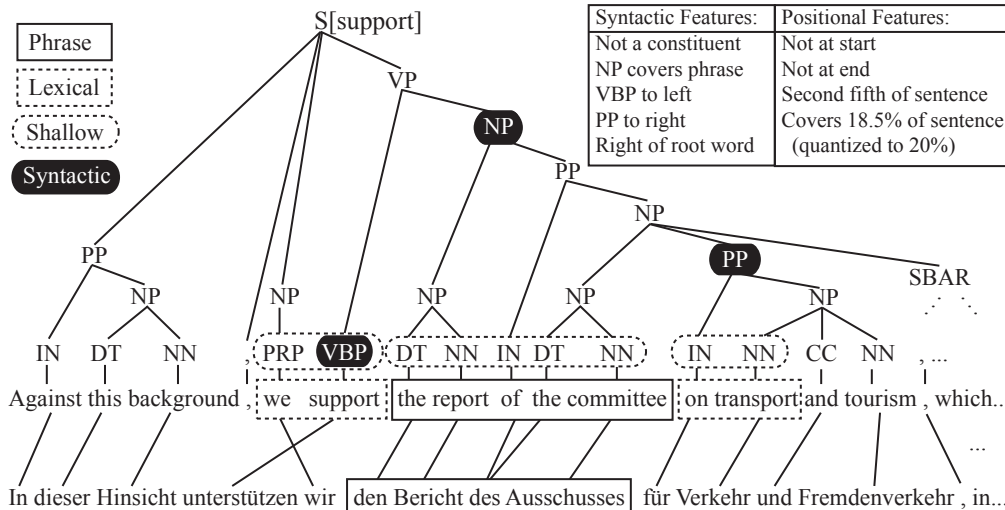 S[support]
Phrase
Lexical
Shallow
Syntactic
Syntactic Features:
Not a constituent
NP covers phrase
VBP to left
PP to right
Right of root word
Positional Features:
Not at start
Not at end
Second fifth of sentence
Covers 18.5% of sentence
(quantized to 20%)
VP
NP
PP
NP
PP PP SBAR
NP NP NP NP NP
IN DT NN , PRP VBP DT NN IN DT NN IN NN CC NN , ...
Against this background , we support the report of the committee on transport and tourism , which...
...
In dieser Hinsicht unterstützen wir den Bericht des Ausschusses für Verkehr und Fremdenverkehr , in...